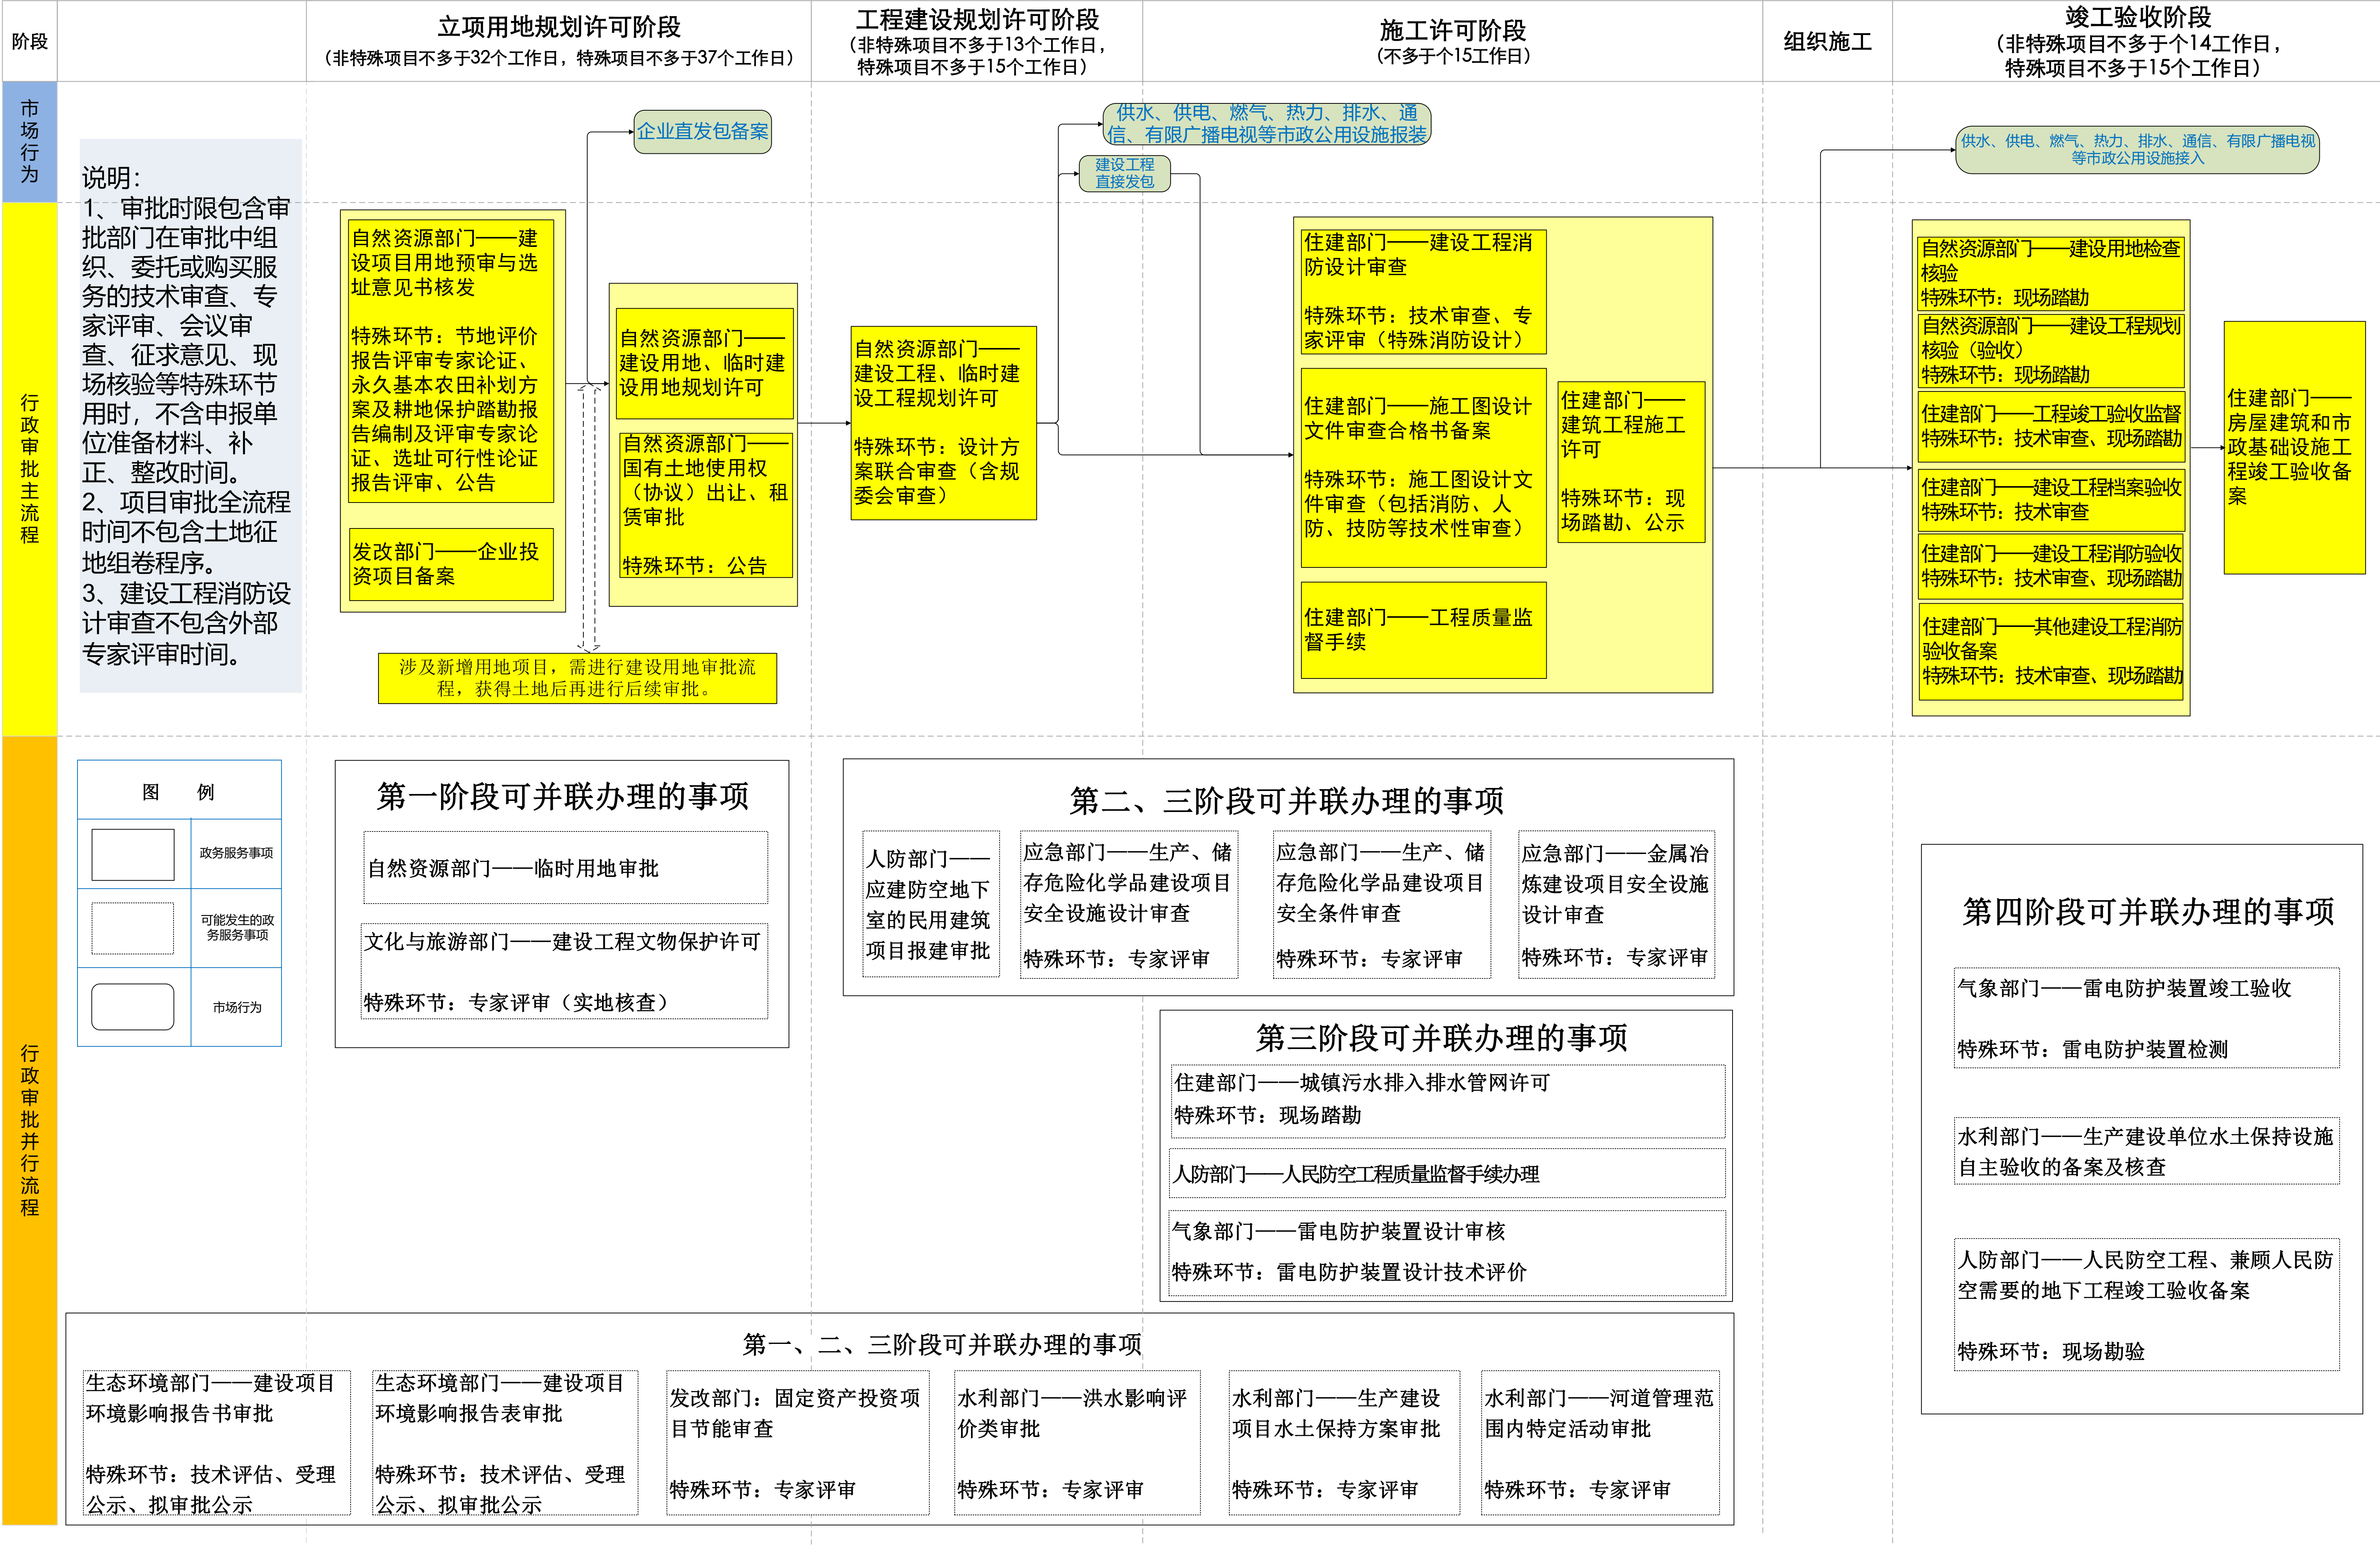 阶段
立项用地规划许可阶段
（非特殊项目不多于32个工作日，特殊项目不多于37个工作日）
工程建设规划许可阶段
（非特殊项目不多于13个工作日，
特殊项目不多于15个工作日）
施工许可阶段
（不多于个15工作日）
组织施工
竣工验收阶段
（非特殊项目不多于个14工作日，
特殊项目不多于15个工作日）
市场行为
企业直发包备案
供水、供电、燃气、热力、排水、通
信、有限广播电视等市政公用设施报装
建设工程
直接发包
供水、供电、燃气、热力、排水、通信、有限广播电视
等市政公用设施接入
说明：
1、审批时限包含审
批部门在审批中组
织、委托或购买服
务的技术审查、专
家评审、会议审
查、征求意见、现
场核验等特殊环节
用时，不含申报单
位准备材料、补
正、整改时间。
2、项目审批全流程
时间不包含土地征
地组卷程序。
3、建设工程消防设
计审查不包含外部
专家评审时间。
行政审批主流程
自然资源部门——建
设项目用地预审与选
址意见书核发
特殊环节：节地评价
报告评审专家论证、
永久基本农田补划方
案及耕地保护踏勘报
告编制及评审专家论
证、选址可行性论证
报告评审、公告
发改部门——企业投
资项目备案
自然资源部门——
建设用地、临时建
设用地规划许可
自然资源部门——
国有土地使用权
（协议）出让、租
赁审批
特殊环节：公告
涉及新增用地项目，需进行建设用地审批流
程，获得土地后再进行后续审批。
自然资源部门——
建设工程、临时建
设工程规划许可
特殊环节：设计方
案联合审查（含规
委会审查）
住建部门——建设工程消
防设计审查
特殊环节：技术审查、专
家评审（特殊消防设计）
住建部门——施工图设计
文件审查合格书备案
特殊环节：施工图设计文
件审查（包括消防、人
防、技防等技术性审查）
住建部门——工程质量监
督手续
住建部门——
建筑工程施工
许可
特殊环节：现
场踏勘、公示
自然资源部门——建设用地检查
核验
特殊环节：现场踏勘
自然资源部门——建设工程规划
核验（验收）
特殊环节：现场踏勘
住建部门——工程竣工验收监督
特殊环节：技术审查、现场踏勘
住建部门——建设工程档案验收
特殊环节：技术审查
住建部门——建设工程消防验收
特殊环节：技术审查、现场踏勘
住建部门——其他建设工程消防
验收备案
特殊环节：技术审查、现场踏勘
住建部门——
房屋建筑和市
政基础设施工
程竣工验收备
案
行政审批并行流程
图 例
政务服务事项
可能发生的政
务服务事项
市场行为
第一阶段可并联办理的事项
自然资源部门——临时用地审批
文化与旅游部门——建设工程文物保护许可
特殊环节：专家评审（实地核查）
第二、三阶段可并联办理的事项
人防部门——
应建防空地下
室的民用建筑
项目报建审批
应急部门——生产、储
存危险化学品建设项目
安全设施设计审查
特殊环节：专家评审
应急部门——生产、储
存危险化学品建设项目
安全条件审查
特殊环节：专家评审
应急部门——金属冶
炼建设项目安全设施
设计审查
特殊环节：专家评审
第三阶段可并联办理的事项
住建部门——城镇污水排入排水管网许可
特殊环节：现场踏勘
人防部门——人民防空工程质量监督手续办理
气象部门——雷电防护装置设计审核
特殊环节：雷电防护装置设计技术评价
第四阶段可并联办理的事项
气象部门——雷电防护装置竣工验收
特殊环节：雷电防护装置检测
水利部门——生产建设单位水土保持设施
自主验收的备案及核查
人防部门——人民防空工程、兼顾人民防
空需要的地下工程竣工验收备案
特殊环节：现场勘验
第一、二、三阶段可并联办理的事项
生态环境部门——建设项目
环境影响报告书审批
特殊环节：技术评估、受理
公示、拟审批公示
生态环境部门——建设项目
环境影响报告表审批
特殊环节：技术评估、受理
公示、拟审批公示
发改部门：固定资产投资项
目节能审查
特殊环节：专家评审
水利部门——洪水影响评
价类审批
特殊环节：专家评审
水利部门——生产建设
项目水土保持方案审批
特殊环节：专家评审
水利部门——河道管理范
围内特定活动审批
特殊环节：专家评审